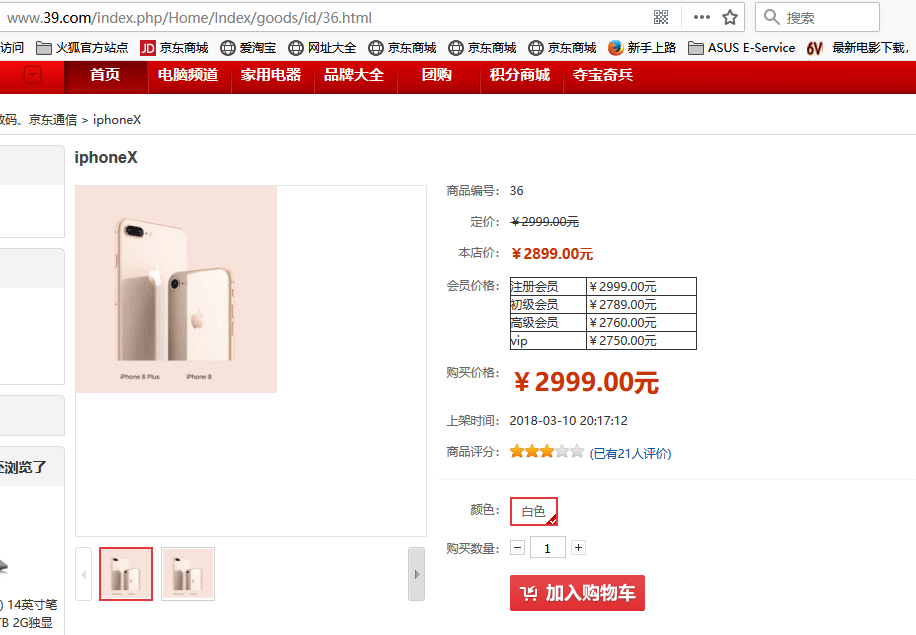 www.39.com/index.php/Home/Index/goods/id/36.html
搜索
访问 火狐官方站点 京东商城 爱淘宝 网址大全 京东商城 京东商城 京东商城 新手上路 ASUS E-Service 最新电影下载,
JD
6V
首页 电脑频道 家用电器 品牌大全 团购 积分商城 夺宝奇兵
数码、京东通信 > iphoneX
iphoneX
商品编号： 36
定价： ￥2999.00元
本店价： ￥2899.00元
会员价格： 注册会员 ￥2999.00元
初级会员 ￥2789.00元
高级会员 ￥2760.00元
vip ￥2750.00元
购买价格： ￥2999.00元
上架时间： 2018-03-10 20:17:12
商品评分： (已有21人评价)
iPhone 8 Plus iPhone 8
还浏览了
颜色： 白色
购买数量： - 1 +
加入购物车
) 14英寸笔
TB 2G独显